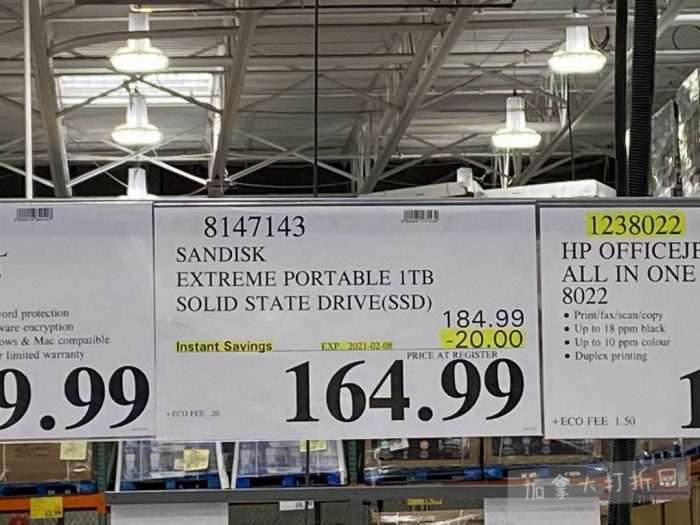 ord protection
ware encryption
ows & Mac compatible
r limited warranty
9.99
8147143
SANDISK
EXTREME PORTABLE 1TB
SOLID STATE DRIVE(SSD)
184.99
Instant Savings
EXP. 2021-02-08
-20.00
PRICE AT REGISTER
164.99
+ECO FEE .20
1238022
HP OFFICEJE
ALL IN ONE
8022
• Print/fax/scan/copy
• Up to 18 ppm black
• Up to 10 ppm colour
• Duplex printing
1
+ECO FEE 1.50
加拿大打折网